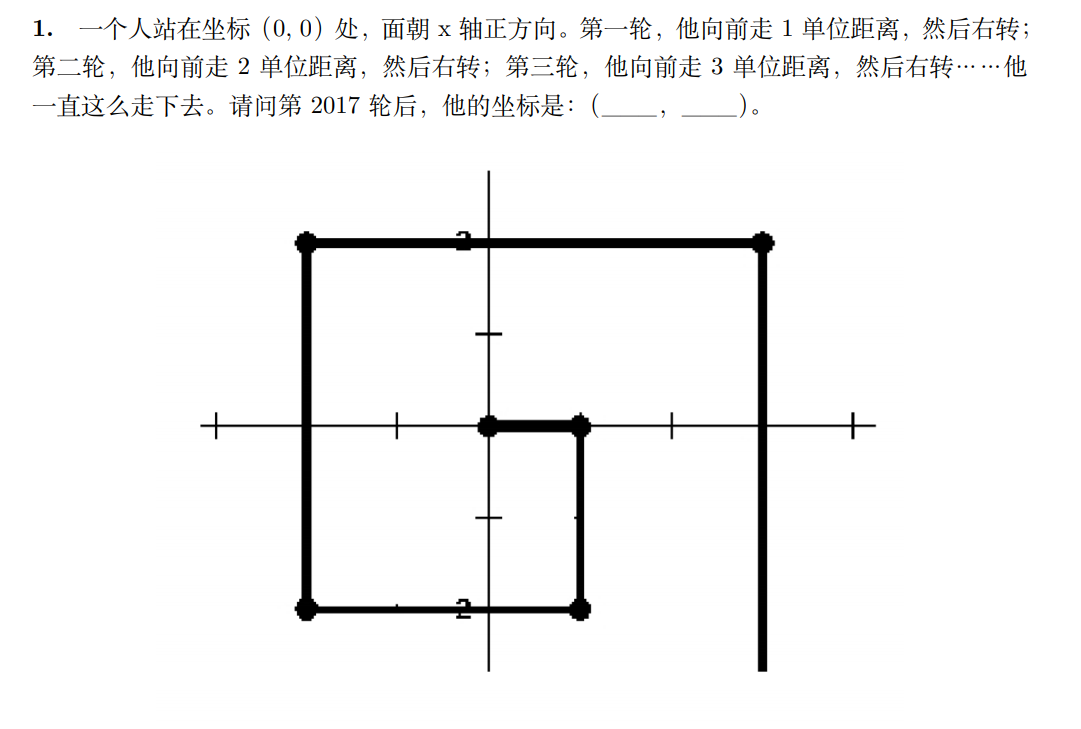 1. 一个人站在坐标 (0, 0) 处，面朝 x 轴正方向。第一轮，他向前走 1 单位距离，然后右转；
第二轮，他向前走 2 单位距离，然后右转；第三轮，他向前走 3 单位距离，然后右转……他
一直这么走下去。请问第 2017 轮后，他的坐标是：(____, ____)。
2
2